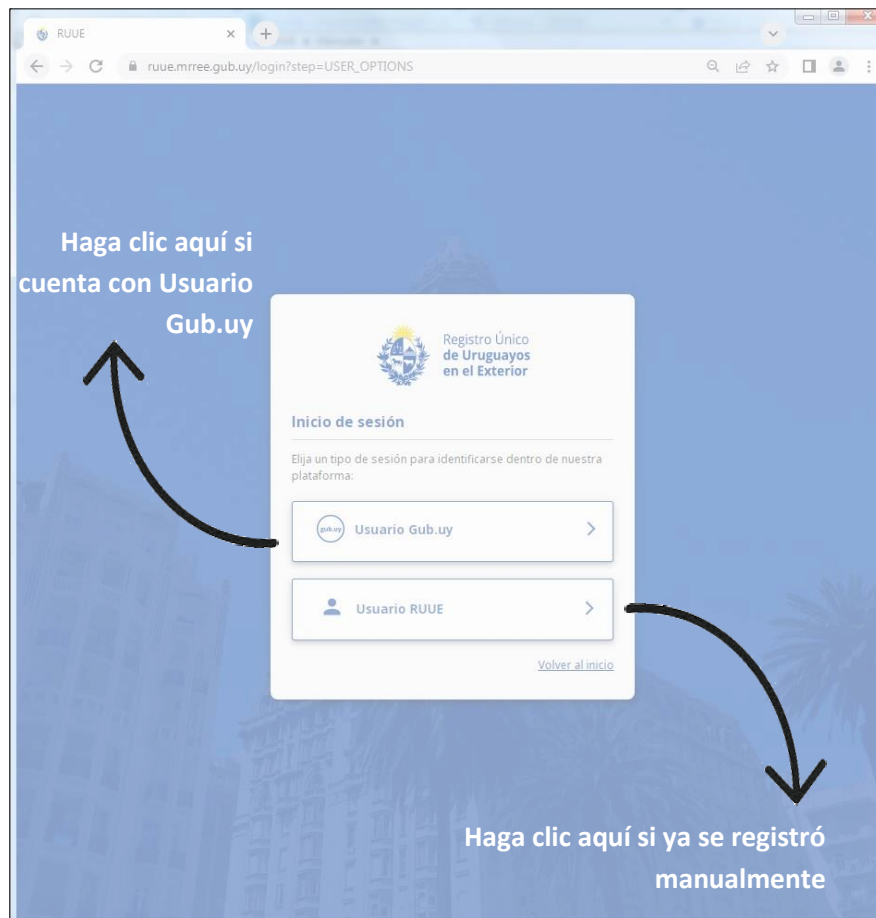 RUUE
ruue.mrree.gub.uy/login?step=USER_OPTIONS
Haga clic aquí si
cuenta con Usuario
Gub.uy
Registro Único
de Uruguayos
en el Exterior
Inicio de sesión
Elija un tipo de sesión para identificarse dentro de nuestra
plataforma:
gub.uy Usuario Gub.uy
Usuario RUUE
Volver al inicio
Haga clic aquí si ya se registró
manualmente